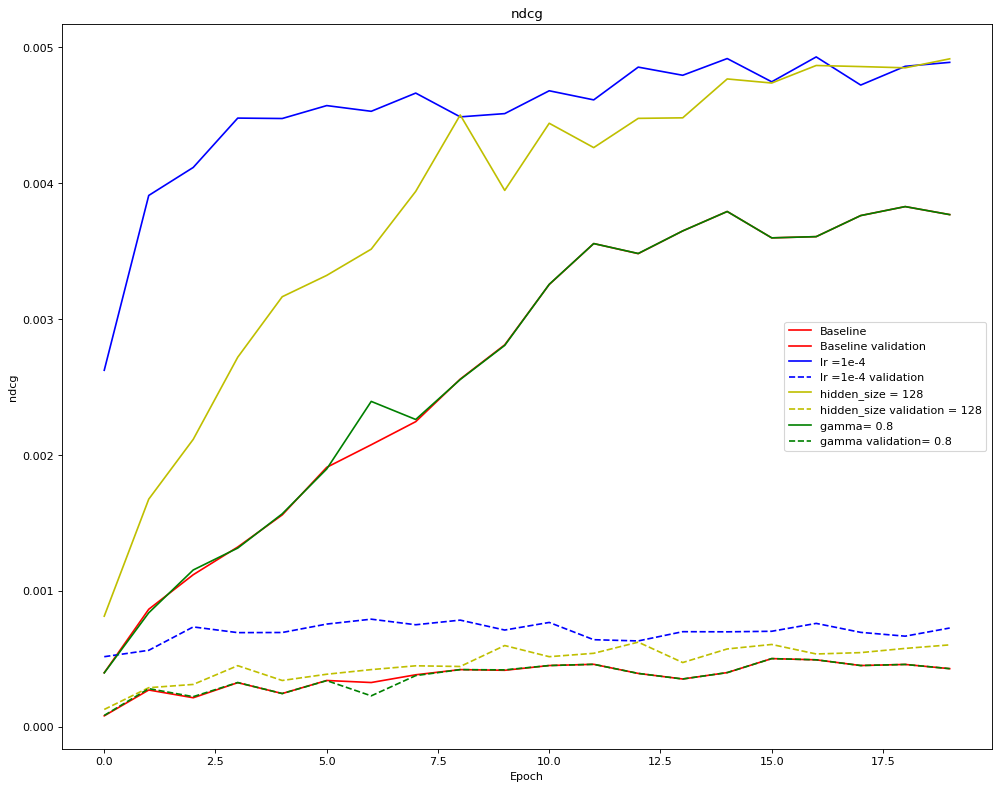 ndcg
0.005
0.004
0.003
0.002
0.001
0.000
ndcg
Baseline
Baseline validation
lr =1e-4
lr =1e-4 validation
hidden_size = 128
hidden_size validation = 128
gamma= 0.8
gamma validation= 0.8
0.0 2.5 5.0 7.5 10.0 12.5 15.0 17.5
Epoch